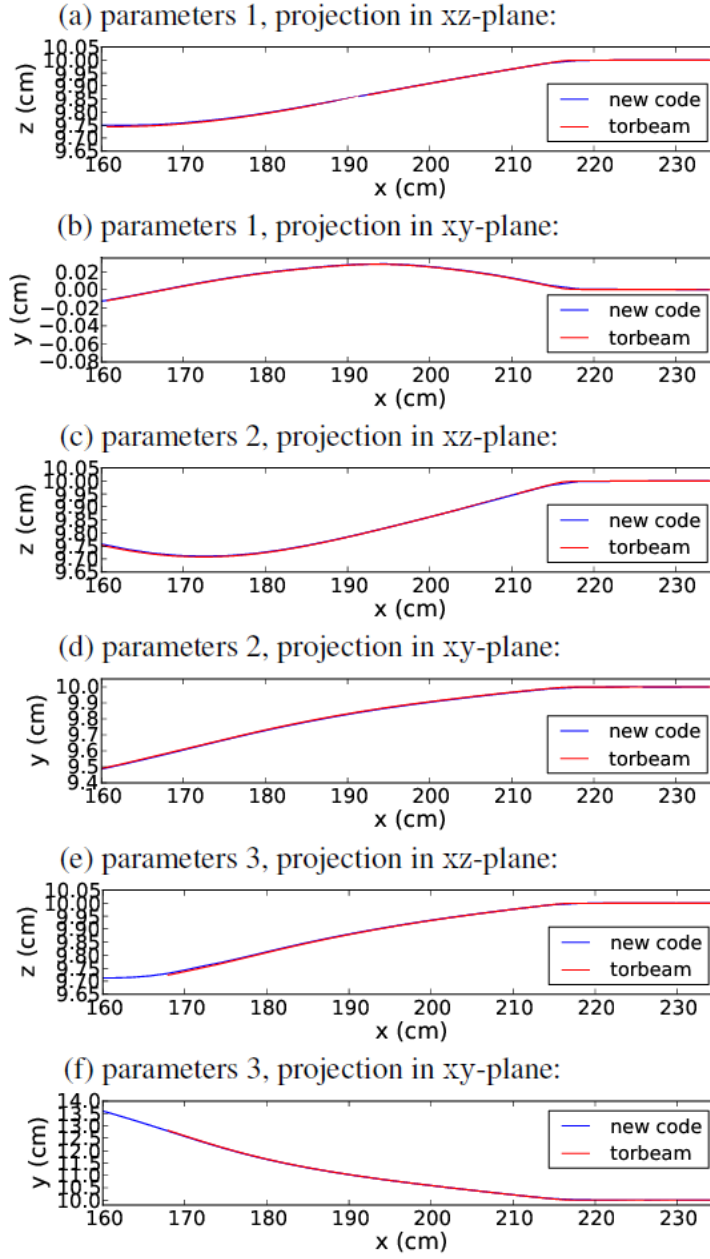 (a) parameters 1, projection in xz-plane:
10.05
10.00
9.95
9.90
9.85
9.80
9.75
9.70
9.65
z (cm)
new code
torbeam
160 170 180 190 200 210 220 230
x (cm)
(b) parameters 1, projection in xy-plane:
0.02
0.00
−0.02
−0.04
−0.06
−0.08
y (cm)
new code
torbeam
160 170 180 190 200 210 220 230
x (cm)
(c) parameters 2, projection in xz-plane:
10.05
10.00
9.95
9.90
9.85
9.80
9.75
9.70
9.65
z (cm)
new code
torbeam
160 170 180 190 200 210 220 230
x (cm)
(d) parameters 2, projection in xy-plane:
10.0
9.9
9.8
9.7
9.6
9.5
9.4
y (cm)
new code
torbeam
160 170 180 190 200 210 220 230
x (cm)
(e) parameters 3, projection in xz-plane:
10.05
10.00
9.95
9.90
9.85
9.80
9.75
9.70
9.65
z (cm)
new code
torbeam
160 170 180 190 200 210 220 230
x (cm)
(f) parameters 3, projection in xy-plane:
14.0
13.5
13.0
12.5
12.0
11.5
11.0
10.5
10.0
y (cm)
new code
torbeam
160 170 180 190 200 210 220 230
x (cm)